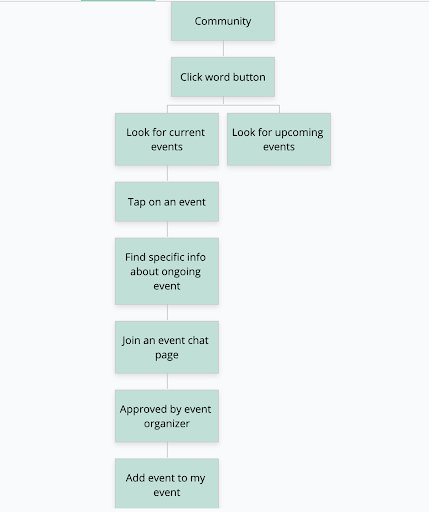 Community
Click word button
Look for current
events
Look for upcoming
events
Tap on an event
Find specific info
about ongoing
event
Join an event chat
page
Approved by event
organizer
Add event to my
event